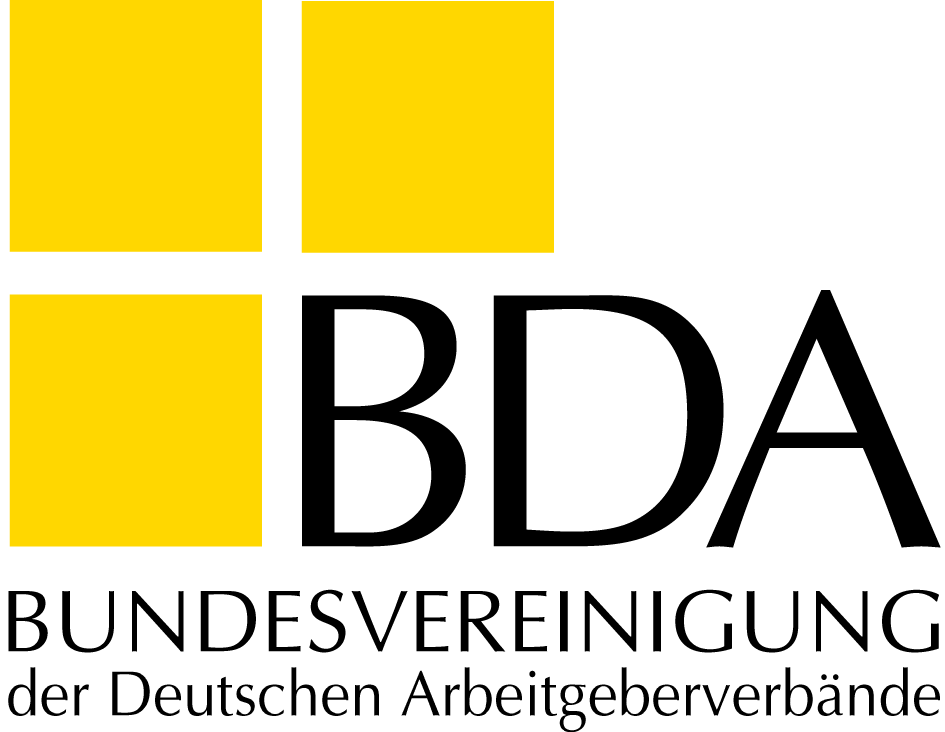 BDA
BUNDESVEREINIGUNG
der Deutschen Arbeitgeberverbände